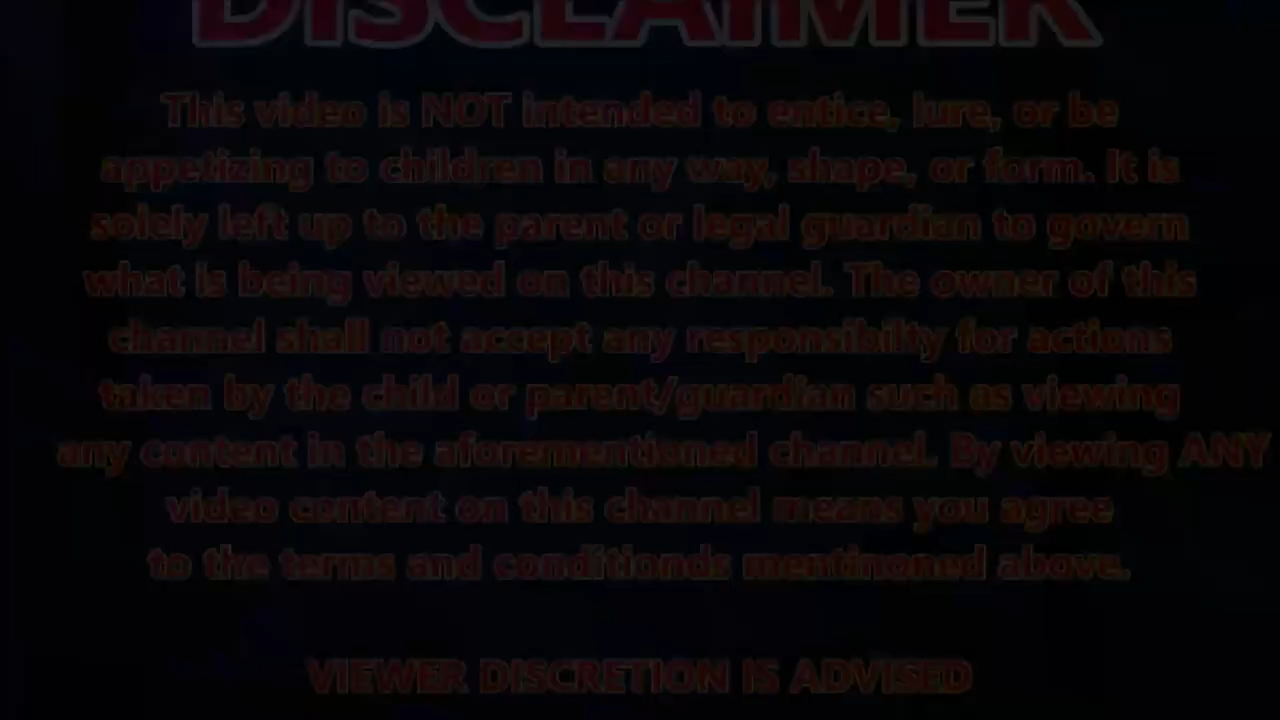 DISCLAIMER
This video is NOT intended to entice, lure, or be
appetizing to children in any way, shape, or form. It is
solely left up to the parent or legal guardian to govern
what is being viewed on this channel. The owner of this
channel shall not accept any responsibilty for actions
taken by the child or parent/guardian such as viewing
any content in the aforementioned channel. By viewing ANY
video content on this channel means you agree
to the terms and conditionds mentinoned above.
VIEWER DISCRETION IS ADVISED